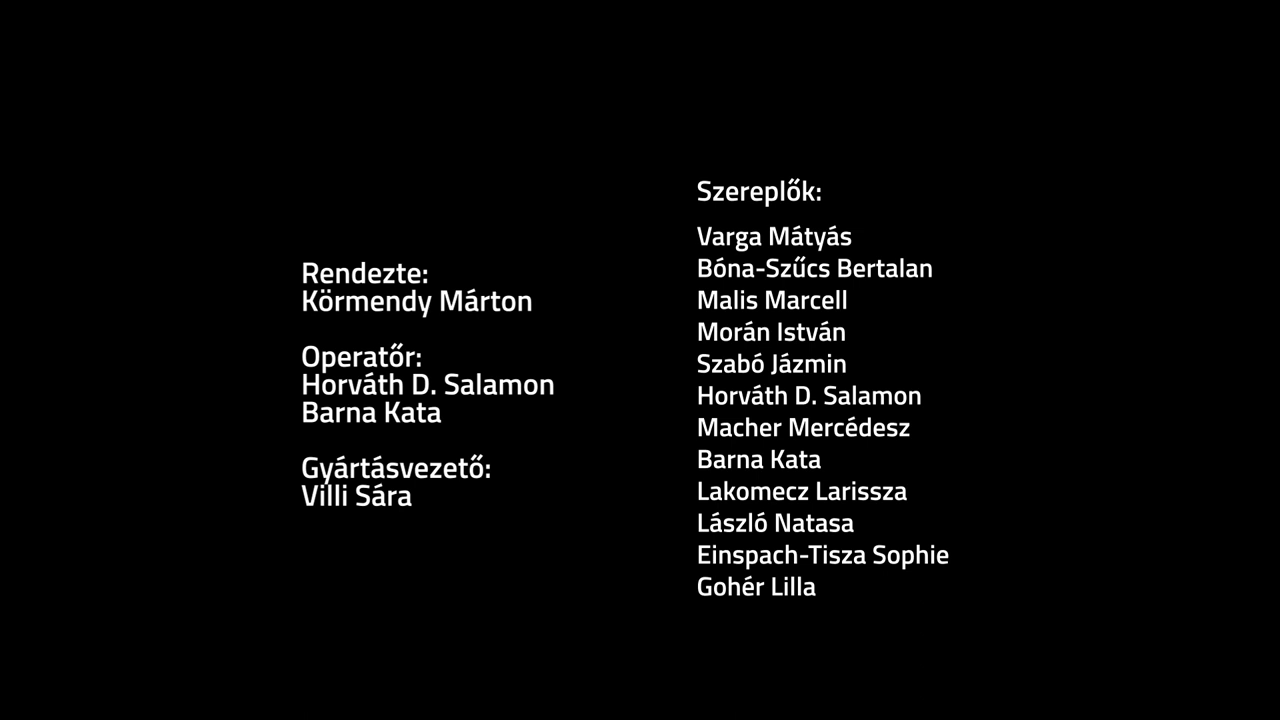 Rendezte:
Körmendy Márton
Operatőr:
Horváth D. Salamon
Barna Kata
Gyártásvezető:
Villi Sára
Szereplők:
Varga Mátyás
Bóna-Szűcs Bertalan
Malis Marcell
Morán István
Szabó Jázmin
Horváth D. Salamon
Macher Mercédesz
Barna Kata
Lakomecz Larissza
László Natasa
Einspach-Tisza Sophie
Gohér Lilla